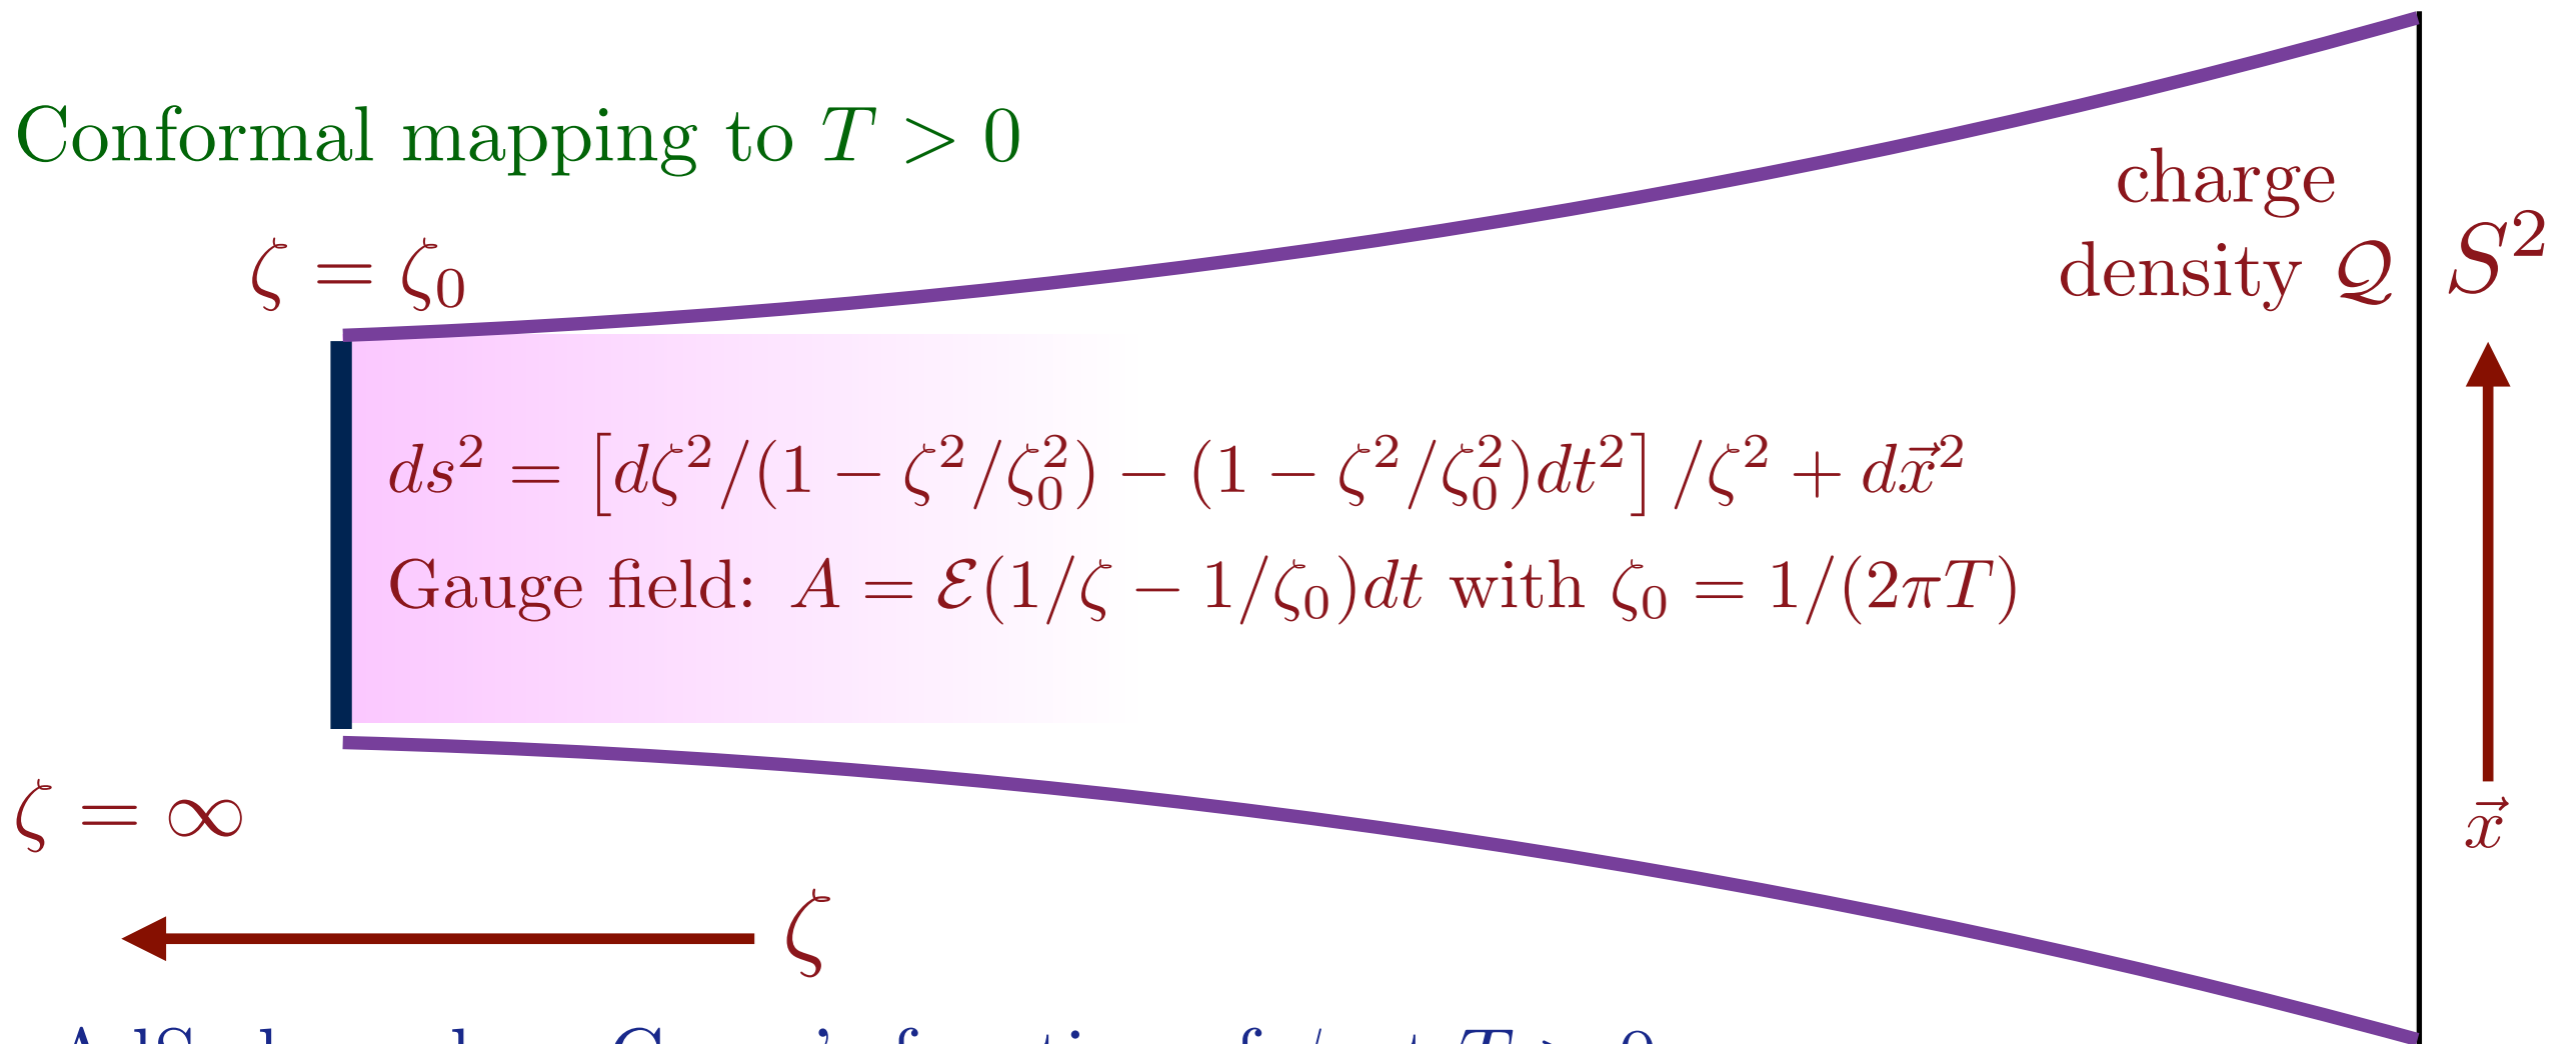 Conformal mapping to T > 0
charge
density 𝒬
S²
ζ = ζ₀
ds² = [dζ²/(1 − ζ²/ζ₀²) − (1 − ζ²/ζ₀²)dt²] /ζ² + dx⃗²
Gauge field: A = ℰ(1/ζ − 1/ζ₀)dt with ζ₀ = 1/(2πT)
ζ = ∞
x⃗
ζ